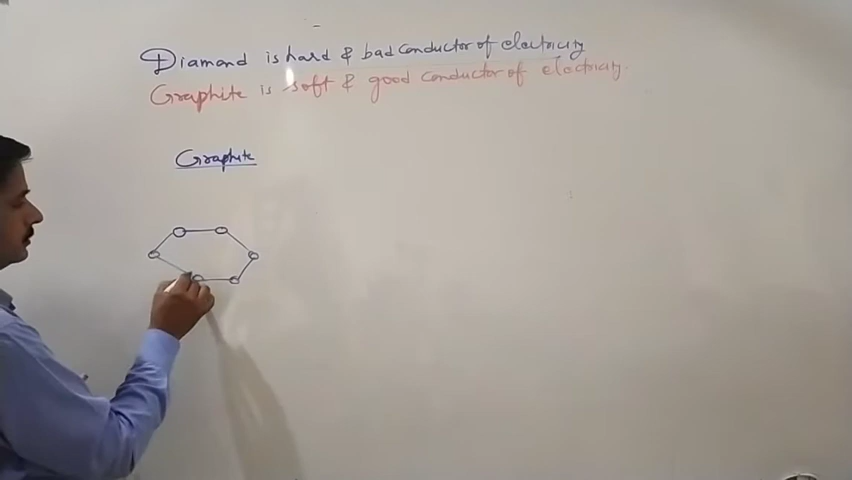 Diamond is hard & bad conductor of electricity
Graphite is soft & good conductor of electricity.
Graphite